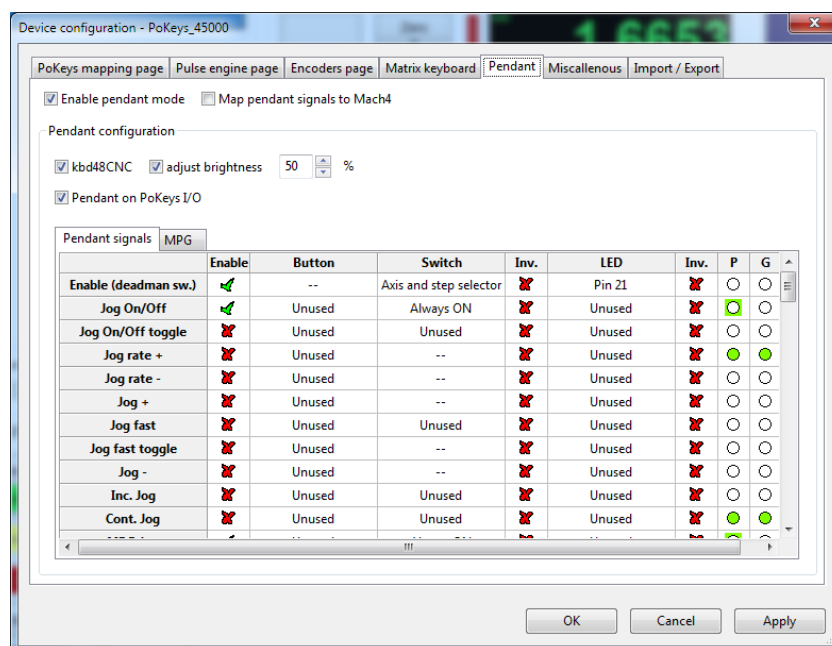 Device configuration - PoKeys_45000
1.6653
PoKeys mapping page Pulse engine page Encoders page Matrix keyboard Pendant Miscallenous Import / Export
Enable pendant mode Map pendant signals to Mach4
Pendant configuration
kbd48CNC adjust brightness 50 %
Pendant on PoKeys I/O
Pendant signals MPG
Enable Button Switch Inv. LED Inv. P G
Enable (deadman sw.) -- Axis and step selector Pin 21
Jog On/Off Unused Always ON Unused
Jog On/Off toggle Unused Unused Unused
Jog rate + Unused -- Unused
Jog rate - Unused -- Unused
Jog + Unused -- Unused
Jog fast Unused Unused Unused
Jog fast toggle Unused -- Unused
Jog - Unused -- Unused
Inc. Jog Unused Unused Unused
Cont. Jog Unused Unused Unused
OK Cancel Apply